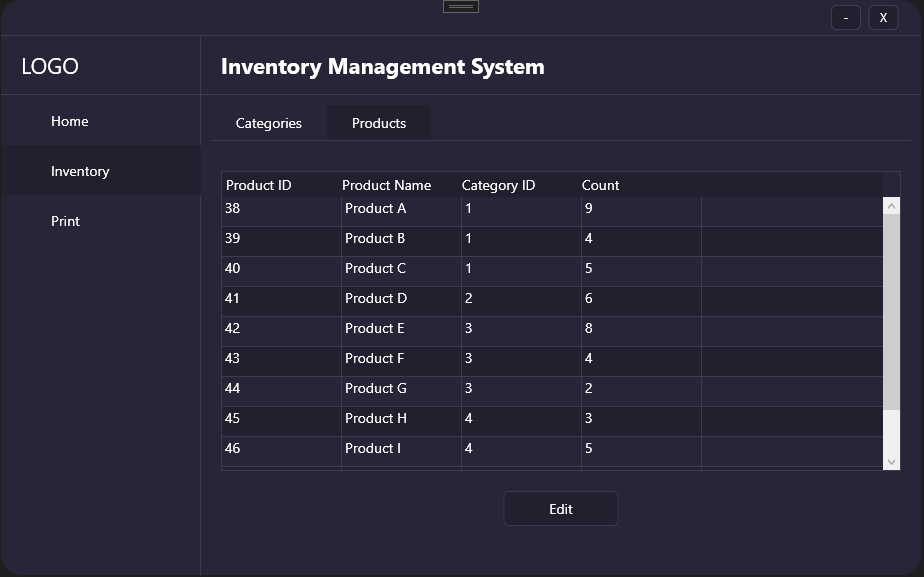 - X
LOGO
Inventory Management System
Home
Inventory
Print
Categories Products
Product ID Product Name Category ID Count
38 Product A 1 9
39 Product B 1 4
40 Product C 1 5
41 Product D 2 6
42 Product E 3 8
43 Product F 3 4
44 Product G 3 2
45 Product H 4 3
46 Product I 4 5
Edit